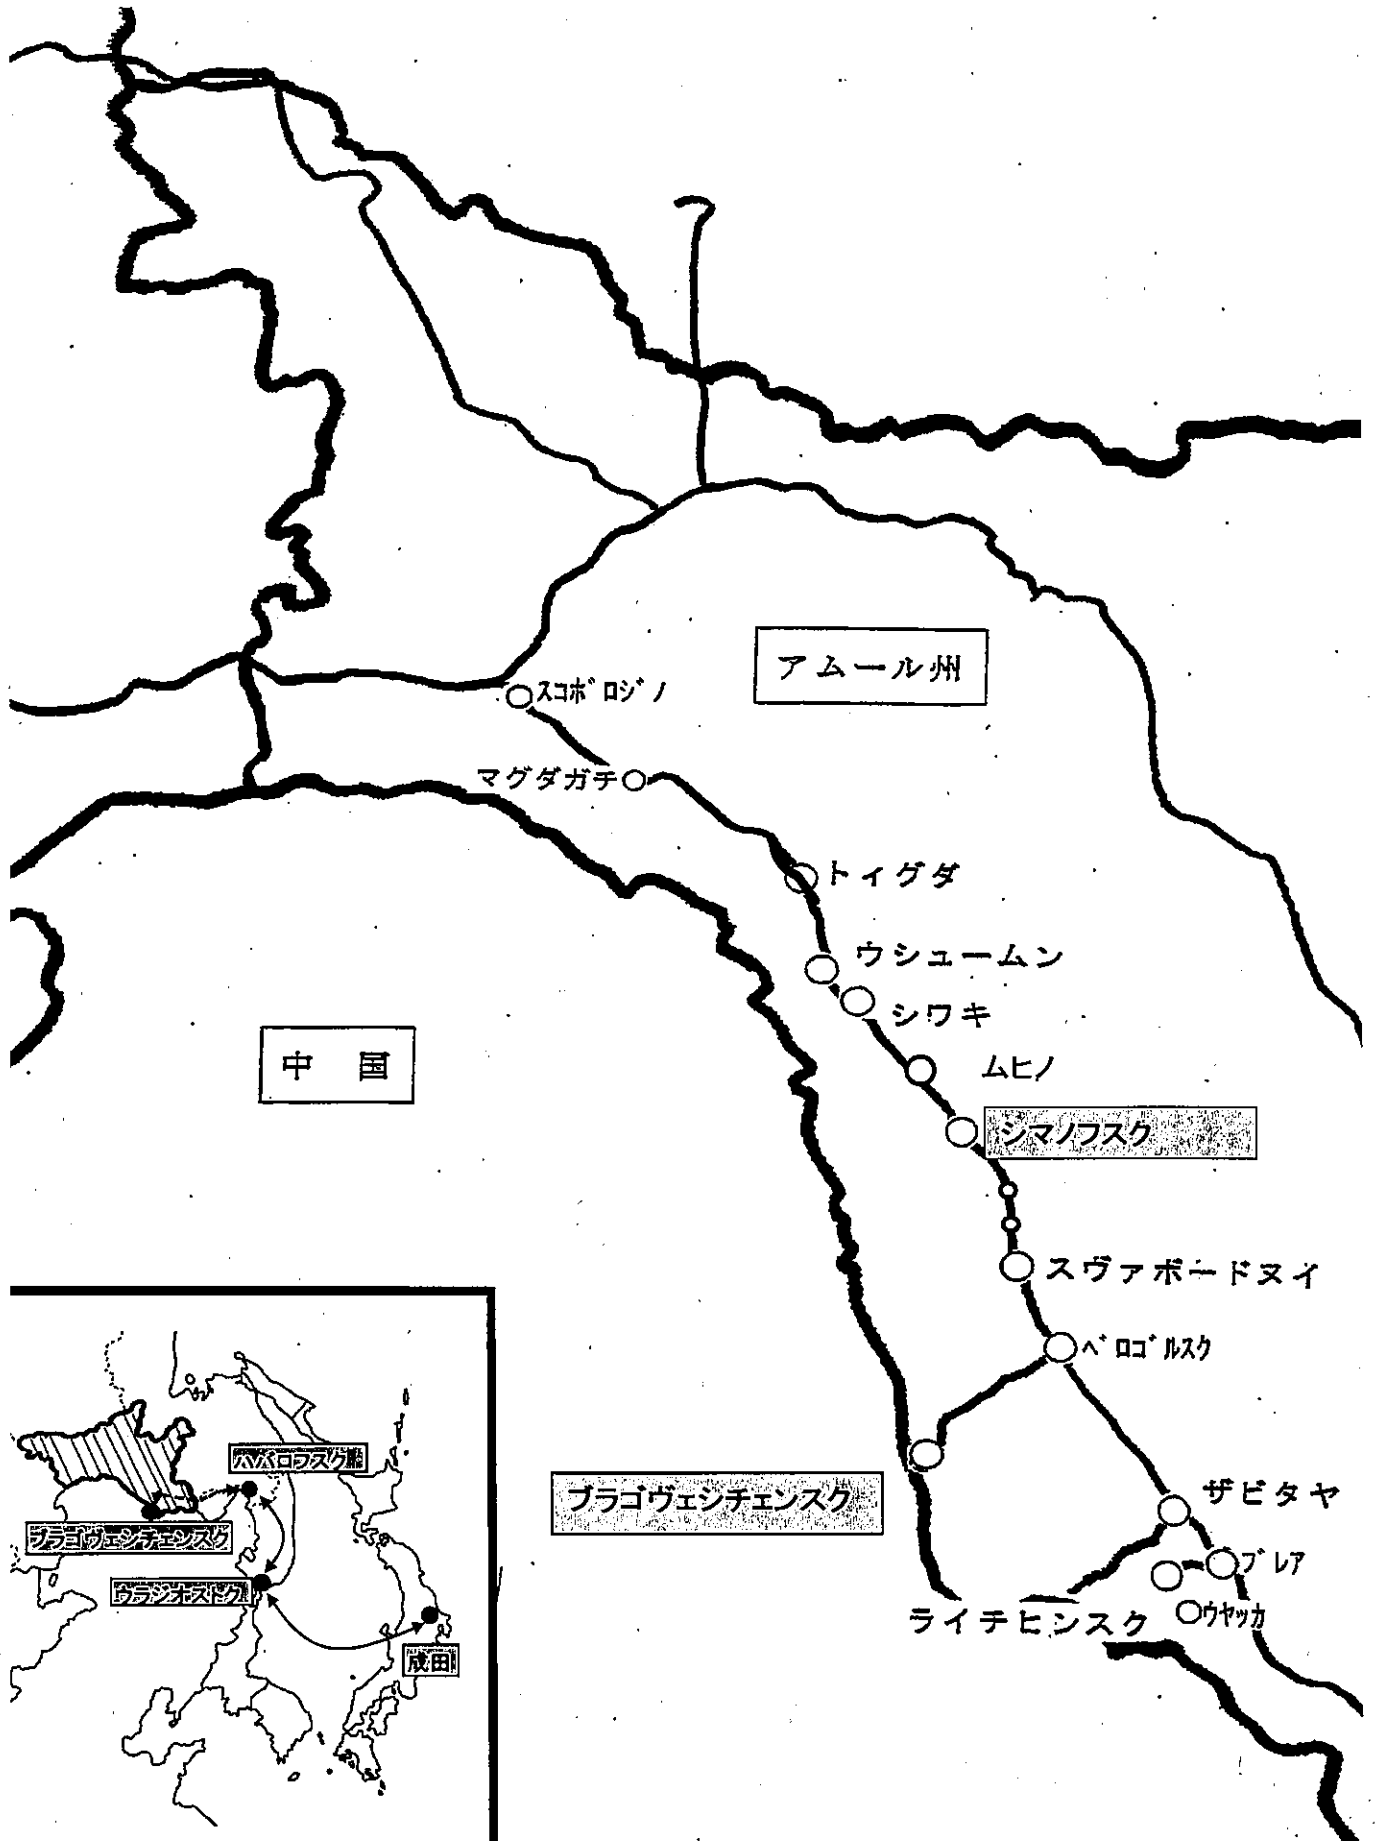 アムール州
スコボロジノ
マグダガチ
トイグダ
ウシュームン
シワキ
ムヒノ
中国
シマノフスク
スヴァボードヌイ
ベロゴルスク
ブラゴヴェシチェンスク
ザビタヤ
ブレア
ウヤッカ
ライチヒンスク
ハバロフスク
ブラゴヴェシチェンスク
ウラジオストク
成田